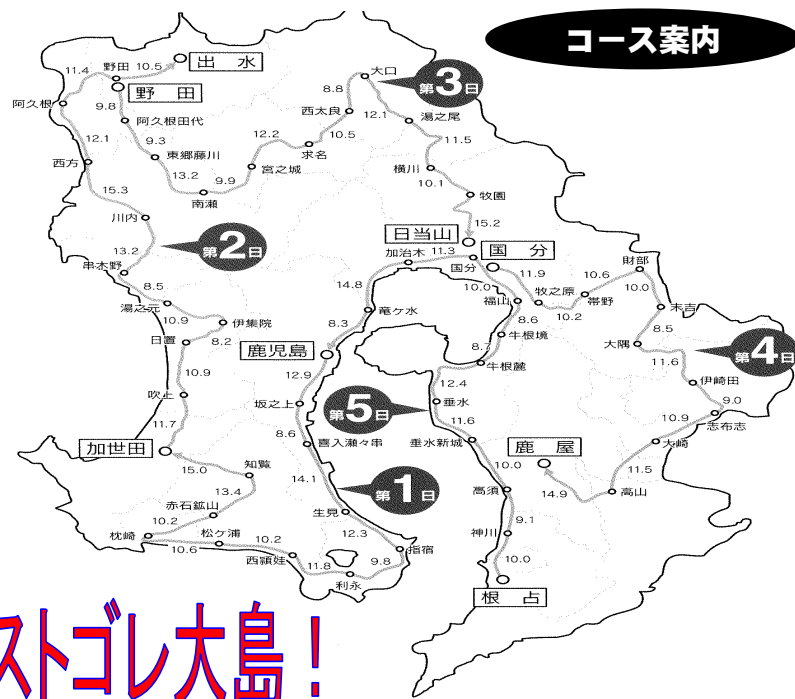 コース案内
出水
10.5
野田
11.4
野田
阿久根
9.8
阿久根田代
12.1
9.3
東郷藤川
西方
13.2
南瀬
9.9
宮之城
12.2
求名
10.5
西太良
8.8
大口
第3日
12.1
湯之尾
11.5
横川
10.1
牧園
15.2
日当山
15.3
川内
第2日
13.2
串木野
8.5
湯之元
10.9
伊集院
8.2
日置
10.9
吹上
11.7
加世田
15.0
知覧
13.4
赤石鉱山
10.2
枕崎
10.6
松ケ浦
10.2
西頴娃
11.8
利永
9.8
指宿
12.3
生見
第1日
14.1
喜入瀬々串
8.6
坂之上
12.9
鹿児島
8.3
竜ケ水
14.8
加治木
11.3
国分
国分
11.9
牧之原
10.2
帯野
10.6
財部
10.0
末吉
8.5
大隅
第4日
11.6
伊崎田
9.0
志布志
10.9
大崎
11.5
高山
14.9
鹿屋
10.0
福山
8.6
牛根境
8.7
牛根麓
12.4
第5日
垂水
11.6
垂水新城
10.0
高須
9.1
神川
10.0
根占
ストゴレ大島!